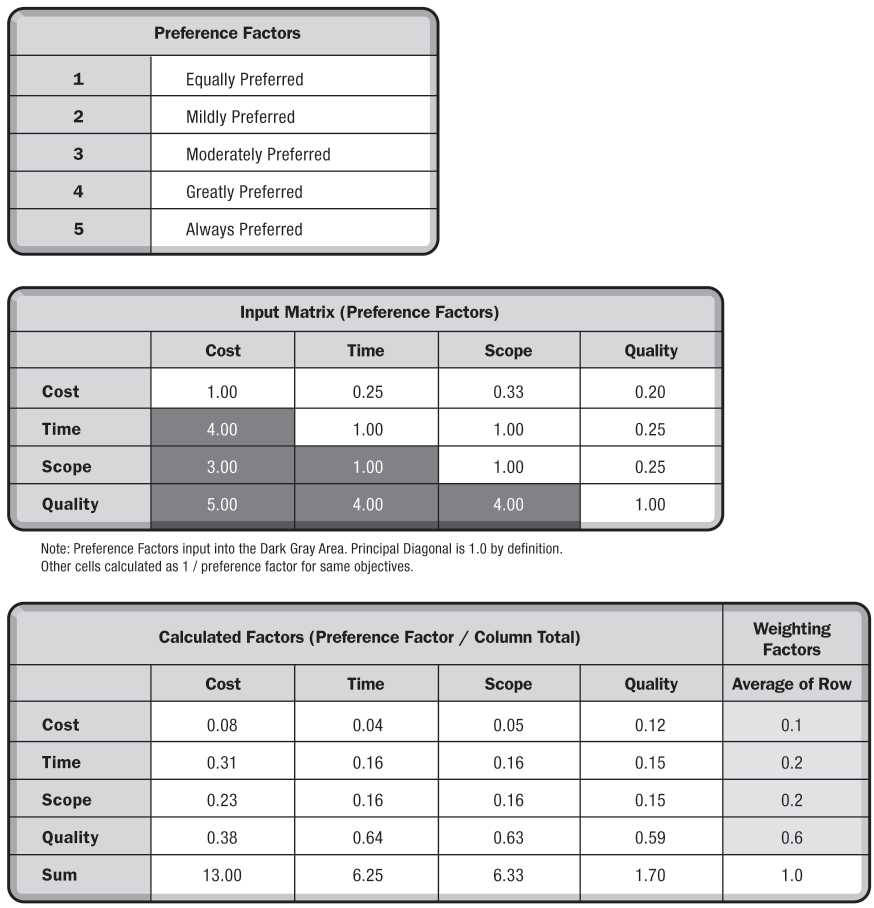 Preference Factors
1 Equally Preferred
2 Mildly Preferred
3 Moderately Preferred
4 Greatly Preferred
5 Always Preferred
Input Matrix (Preference Factors)
Cost Time Scope Quality
Cost 1.00 0.25 0.33 0.20
Time 4.00 1.00 1.00 0.25
Scope 3.00 1.00 1.00 0.25
Quality 5.00 4.00 4.00 1.00
Note: Preference Factors input into the Dark Gray Area. Principal Diagonal is 1.0 by definition.
Other cells calculated as 1 / preference factor for same objectives.
Calculated Factors (Preference Factor / Column Total)
Weighting
Factors
Cost Time Scope Quality Average of Row
Cost 0.08 0.04 0.05 0.12 0.1
Time 0.31 0.16 0.16 0.15 0.2
Scope 0.23 0.16 0.16 0.15 0.2
Quality 0.38 0.64 0.63 0.59 0.6
Sum 13.00 6.25 6.33 1.70 1.0